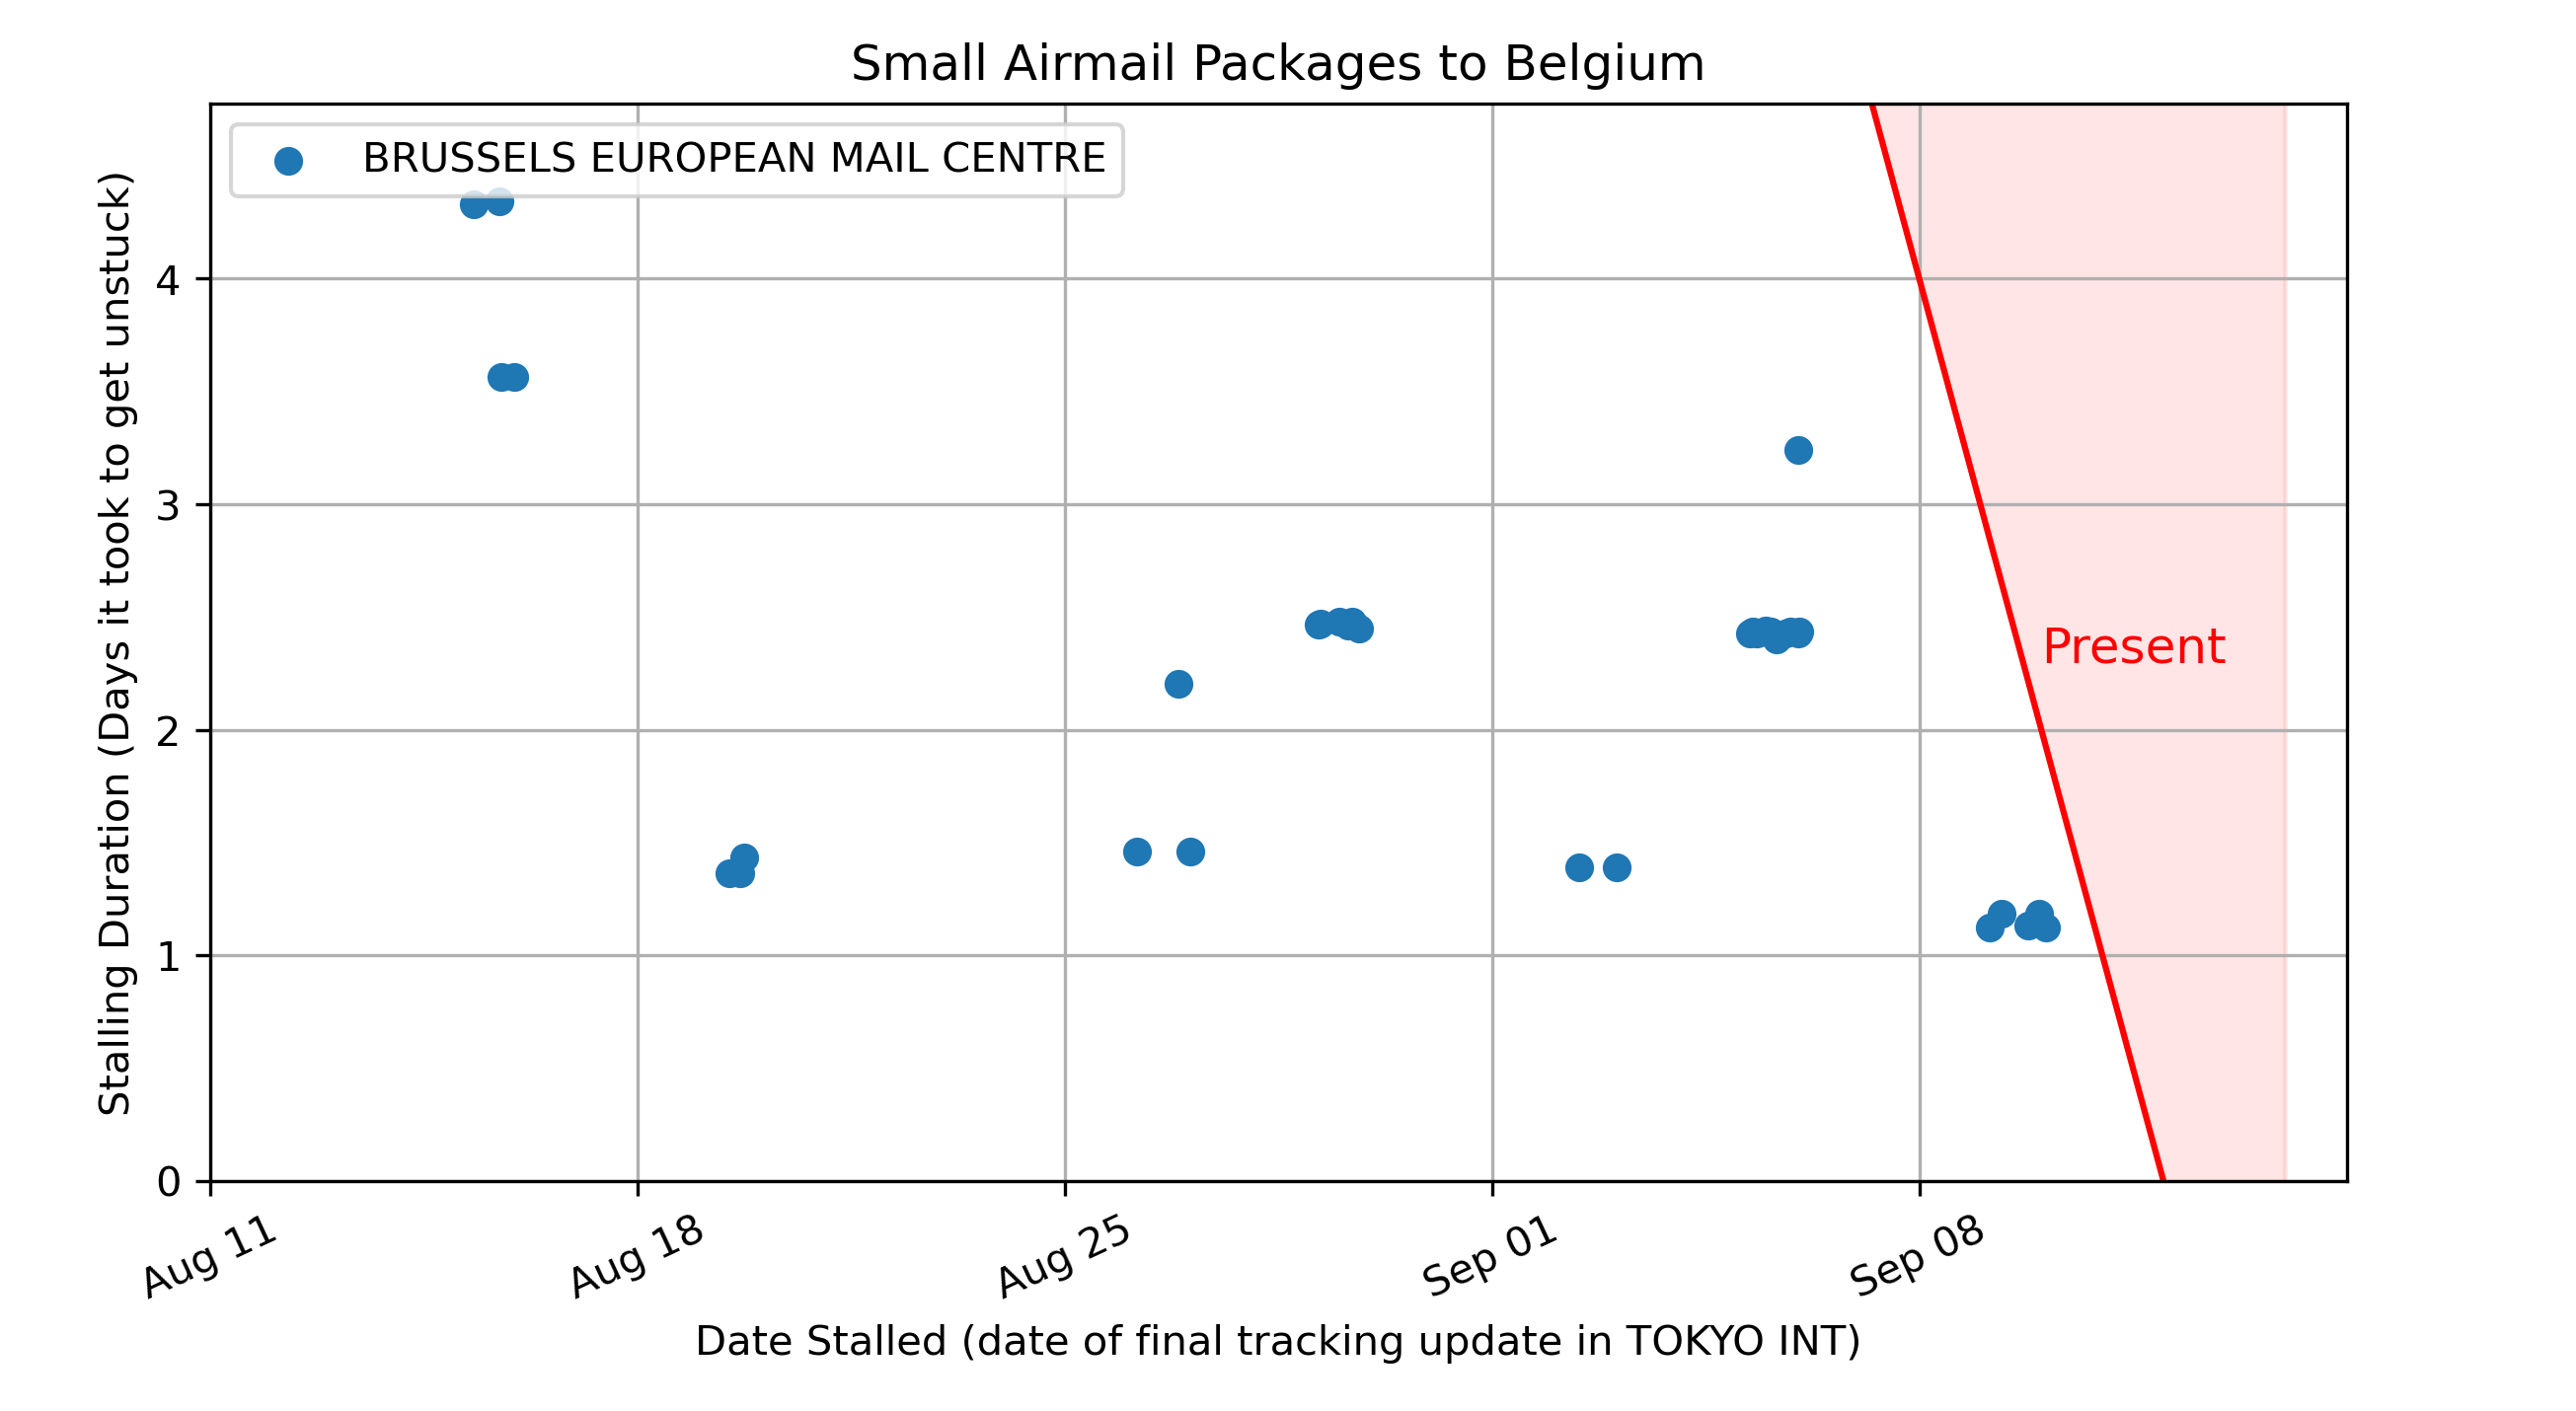 Small Airmail Packages to Belgium
BRUSSELS EUROPEAN MAIL CENTRE
Stalling Duration (Days it took to get unstuck)
4
3
2
1
0
Present
Aug 11
Aug 18
Aug 25
Sep 01
Sep 08
Date Stalled (date of final tracking update in TOKYO INT)